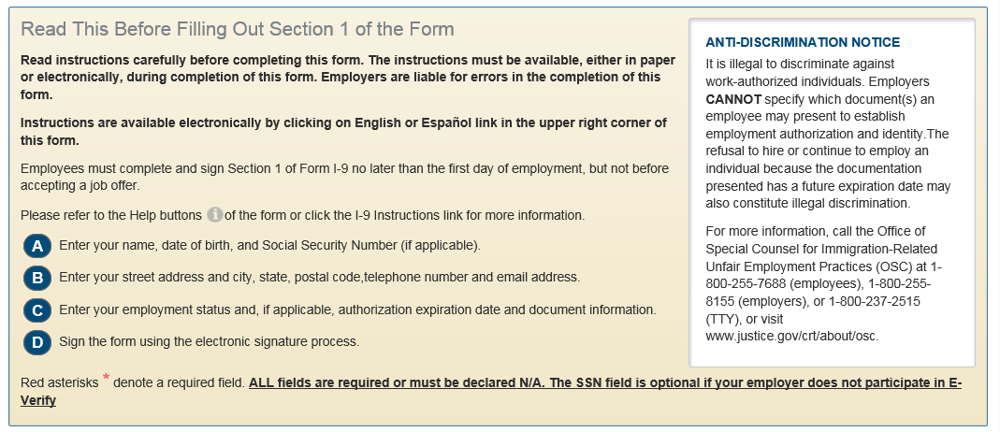 Read This Before Filling Out Section 1 of the Form
Read instructions carefully before completing this form. The instructions must be available, either in paper
or electronically, during completion of this form. Employers are liable for errors in the completion of this
form.
Instructions are available electronically by clicking on English or Español link in the upper right corner of
this form.
Employees must complete and sign Section 1 of Form I-9 no later than the first day of employment, but not before
accepting a job offer.
Please refer to the Help buttons i of the form or click the I-9 Instructions link for more information.
A Enter your name, date of birth, and Social Security Number (if applicable).
B Enter your street address and city, state, postal code,telephone number and email address.
C Enter your employment status and, if applicable, authorization expiration date and document information.
D Sign the form using the electronic signature process.
ANTI-DISCRIMINATION NOTICE
It is illegal to discriminate against
work-authorized individuals. Employers
CANNOT specify which document(s) an
employee may present to establish
employment authorization and identity.The
refusal to hire or continue to employ an
individual because the documentation
presented has a future expiration date may
also constitute illegal discrimination.
For more information, call the Office of
Special Counsel for Immigration-Related
Unfair Employment Practices (OSC) at 1-
800-255-7688 (employees), 1-800-255-
8155 (employers), or 1-800-237-2515
(TTY), or visit
www.justice.gov/crt/about/osc.
Red asterisks * denote a required field. ALL fields are required or must be declared N/A. The SSN field is optional if your employer does not participate in E-
Verify